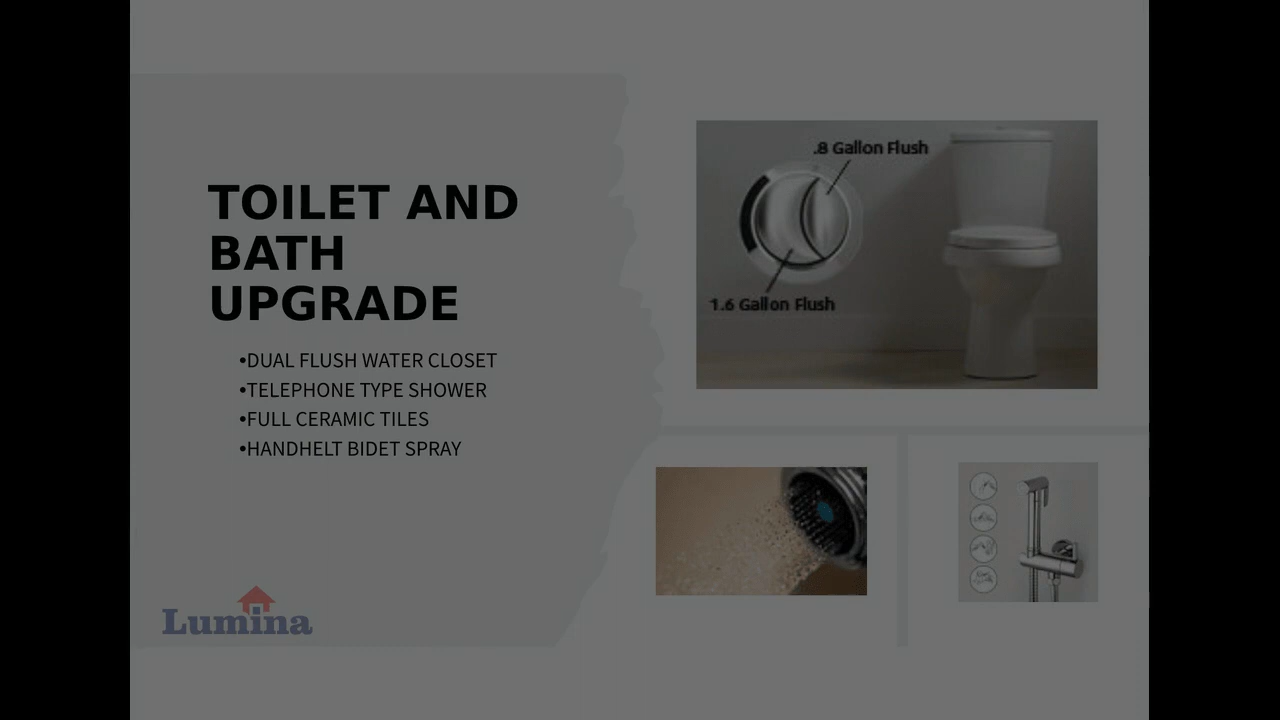 TOILET AND
BATH
UPGRADE
•DUAL FLUSH WATER CLOSET
•TELEPHONE TYPE SHOWER
•FULL CERAMIC TILES
•HANDHELT BIDET SPRAY
Lumina
.8 Gallon Flush
1.6 Gallon Flush